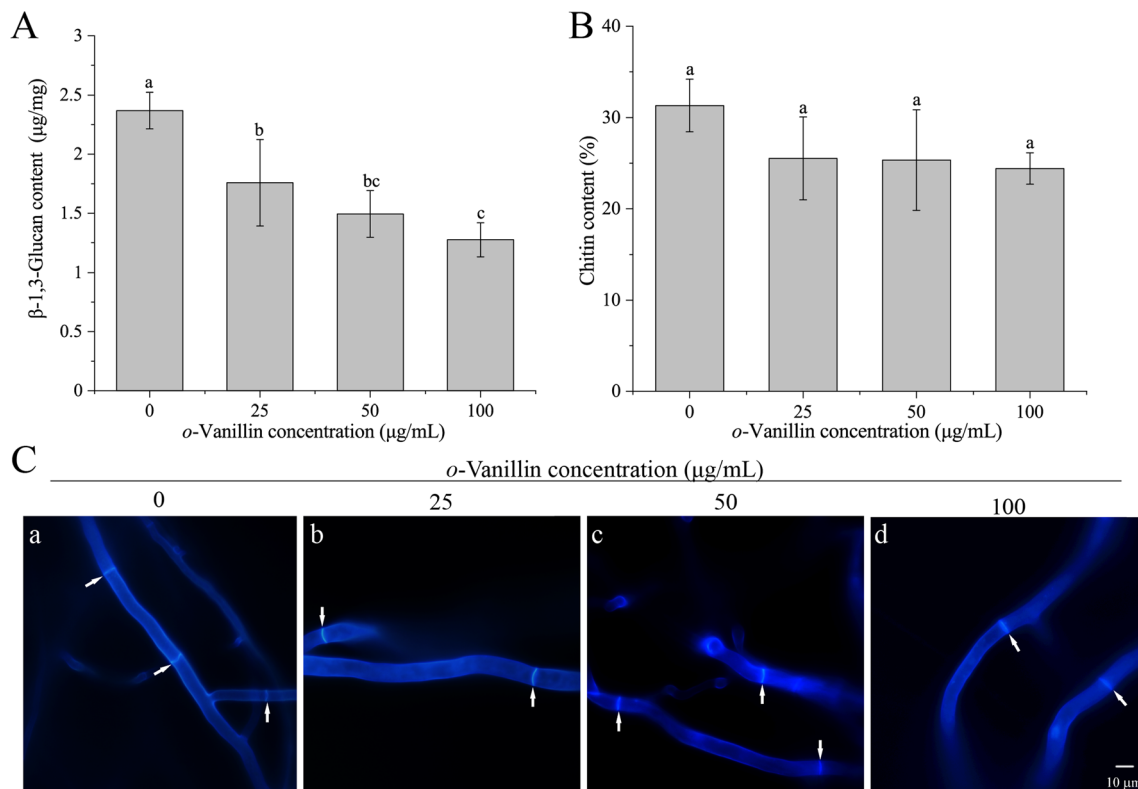 A
3
2.5
2
1.5
1
0.5
0
β-1,3-Glucan content (μg/mg)
a
b
bc
c
0 25 50 100
o-Vanillin concentration (μg/mL)
B
40
30
20
10
0
Chitin content (%)
a
a
a
a
0 25 50 100
o-Vanillin concentration (μg/mL)
C
o-Vanillin concentration (μg/mL)
0 25 50 100
a b c d
10 μm